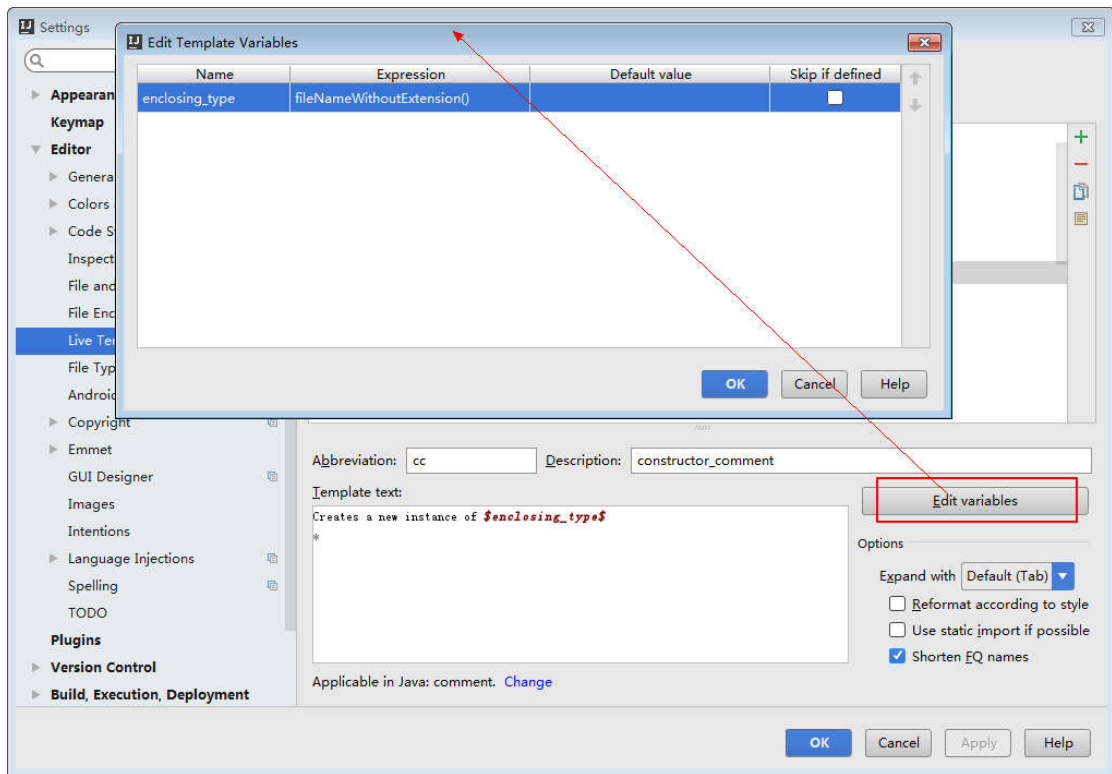 Settings
Edit Template Variables
Name Expression Default value Skip if defined
enclosing_type fileNameWithoutExtension()
OK Cancel Help
Appearan
Keymap
Editor
Genera
Colors
Code S
Inspect
File and
File Enc
Live Te
File Typ
Android
Copyright
Emmet
GUI Designer
Images
Intentions
Language Injections
Spelling
TODO
Plugins
Version Control
Build, Execution, Deployment
Abbreviation: cc Description: constructor_comment
Template text:
Creates a new instance of $enclosing_type$
*
Edit variables
Options
Expand with Default (Tab)
Reformat according to style
Use static import if possible
Shorten FQ names
Applicable in Java: comment. Change
OK Cancel Apply Help